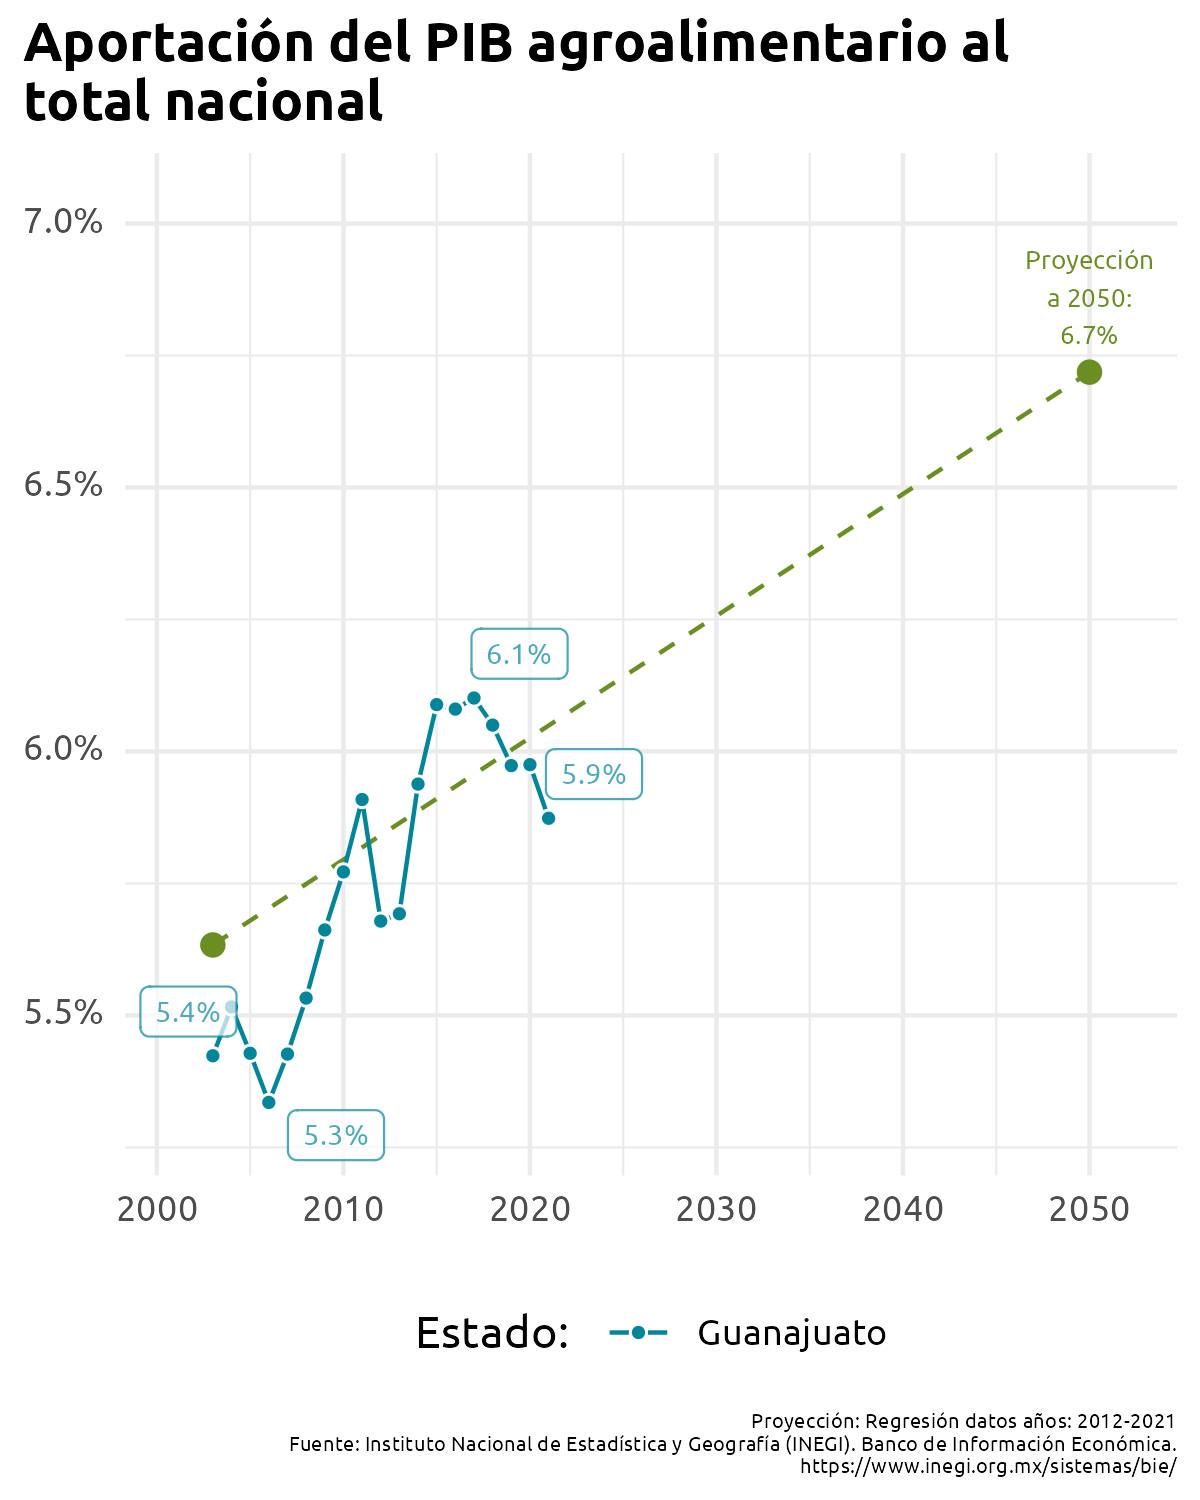 Aportación del PIB agroalimentario al
total nacional
7.0%
Proyección
a 2050:
6.7%
6.5%
6.1%
6.0%
5.9%
5.4%
5.5%
5.3%
2000 2010 2020 2030 2040 2050
Estado: Guanajuato
Proyección: Regresión datos años: 2012-2021
Fuente: Instituto Nacional de Estadística y Geografía (INEGI). Banco de Información Económica.
https://www.inegi.org.mx/sistemas/bie/